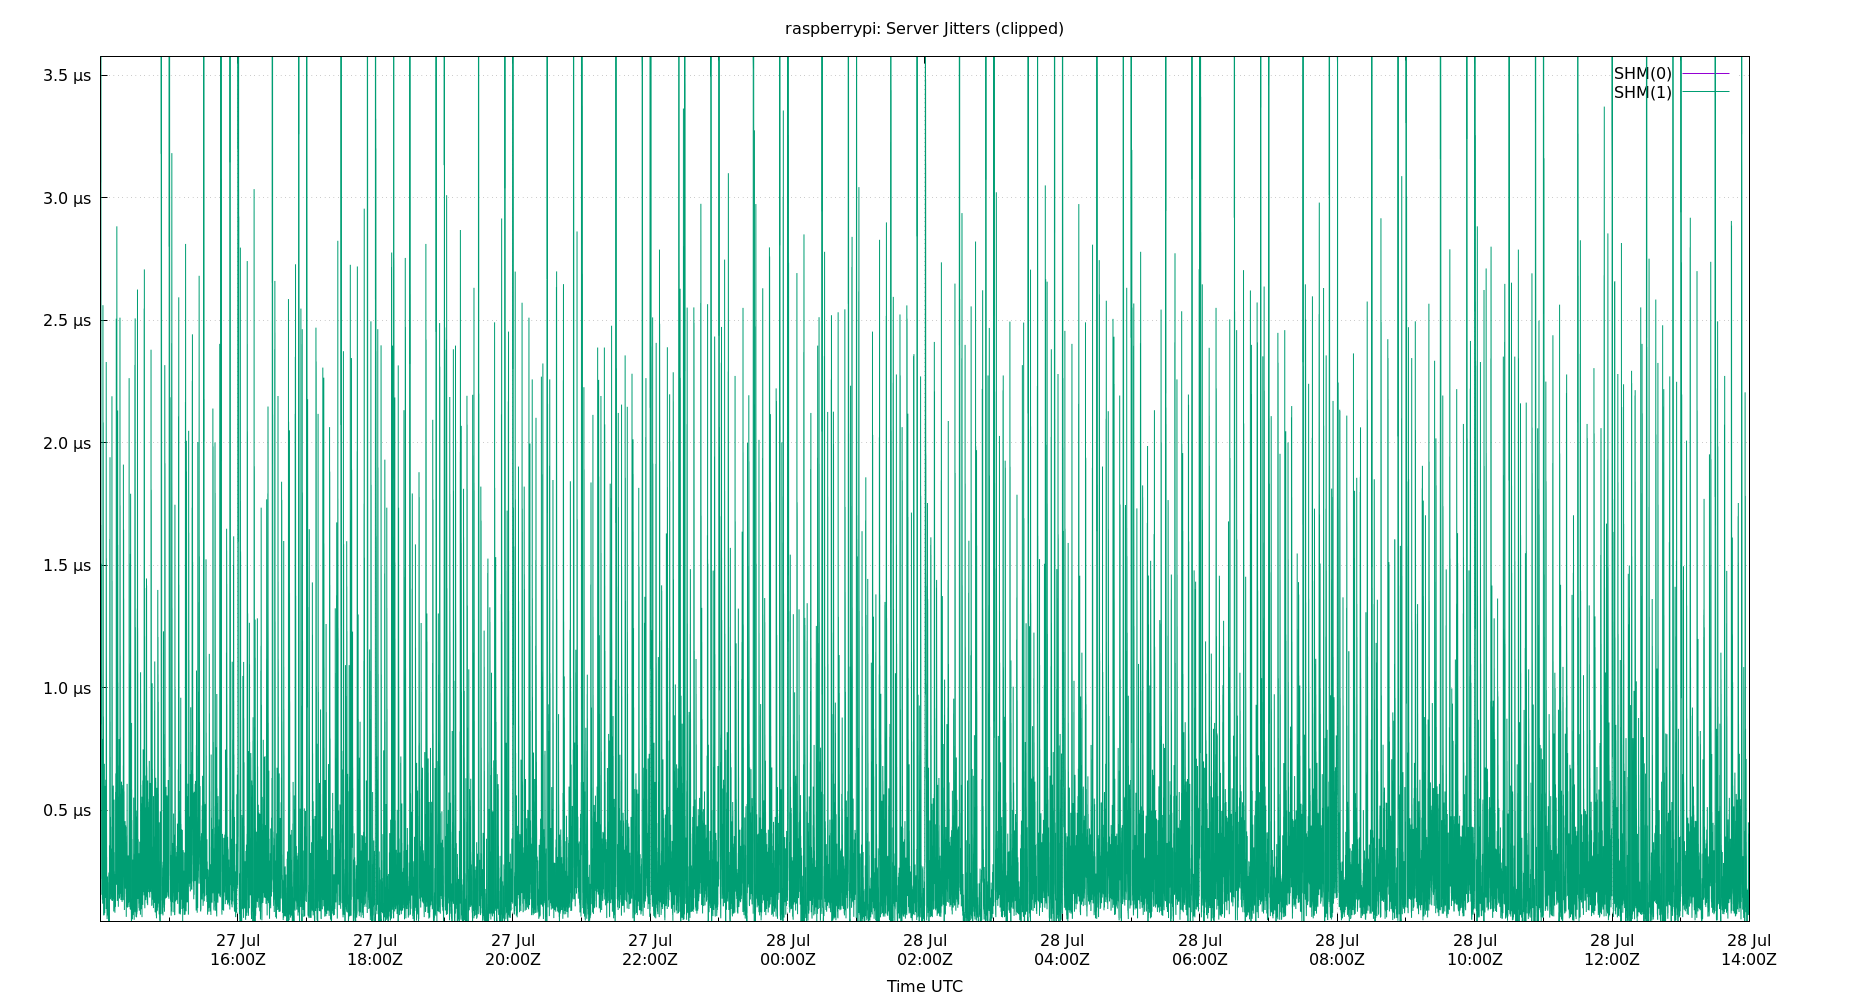 raspberrypi: Server Jitters (clipped)
3.5 μs
3.0 μs
2.5 μs
2.0 μs
1.5 μs
1.0 μs
0.5 μs
SHM(0)
SHM(1)
27 Jul
16:00Z
27 Jul
18:00Z
27 Jul
20:00Z
27 Jul
22:00Z
28 Jul
00:00Z
28 Jul
02:00Z
28 Jul
04:00Z
28 Jul
06:00Z
28 Jul
08:00Z
28 Jul
10:00Z
28 Jul
12:00Z
28 Jul
14:00Z
Time UTC